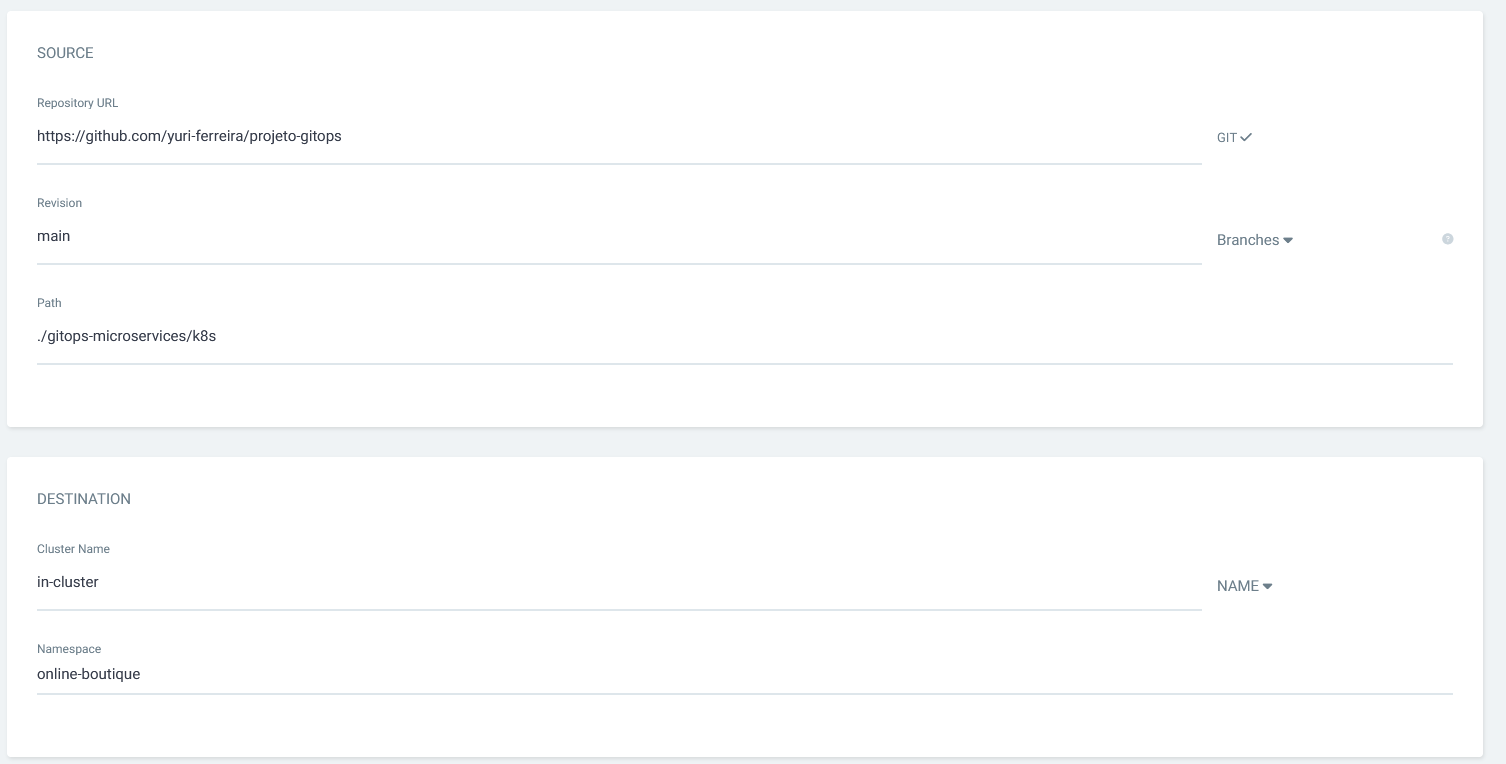 SOURCE
Repository URL
https://github.com/yuri-ferreira/projeto-gitops
GIT
Revision
main
Branches
Path
./gitops-microservices/k8s
DESTINATION
Cluster Name
in-cluster
NAME
Namespace
online-boutique